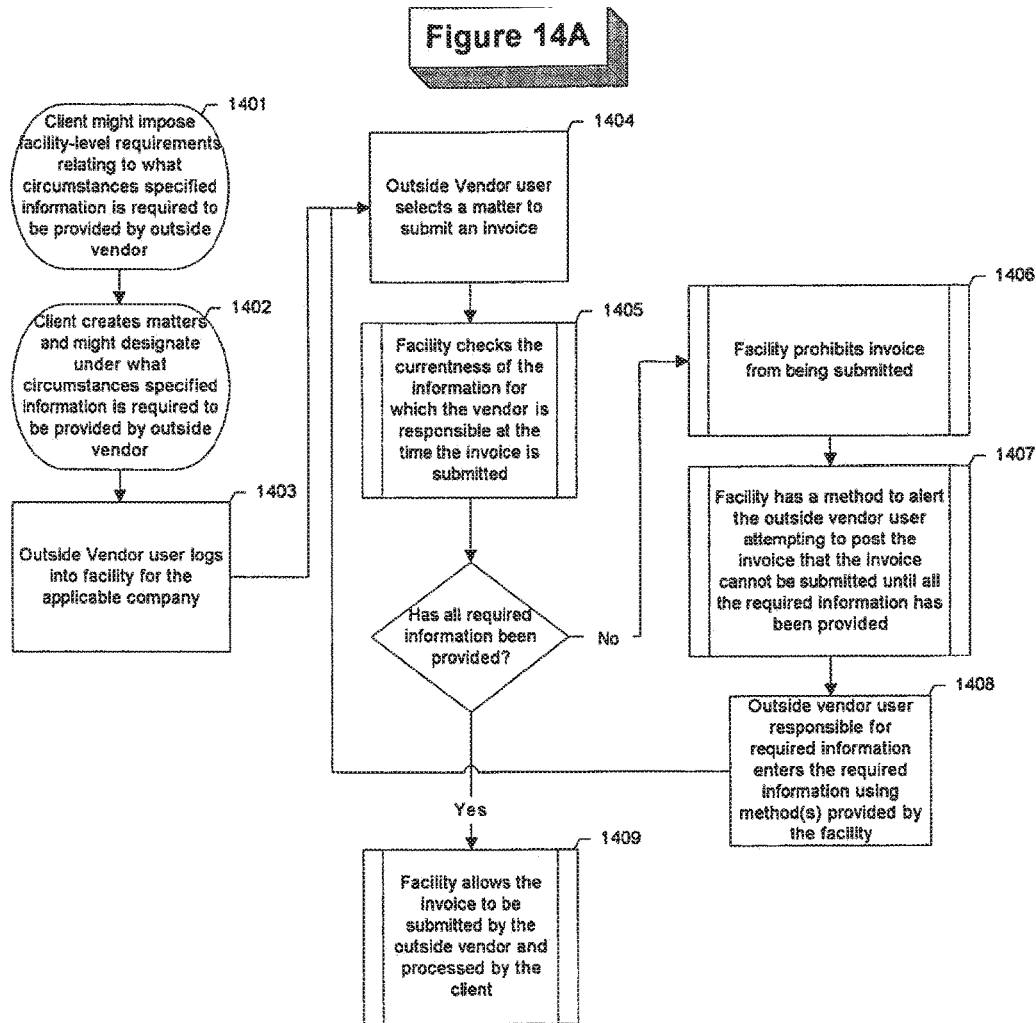 Figure 14A
1401
Client might impose
facility-level requirements
relating to what
circumstances specified
information is required to
be provided by outside
vendor
1402
Client creates matters
and might designate
under what
circumstances specified
information is required to
be provided by outside
vendor
1403
Outside Vendor user logs
into facility for the
applicable company
1404
Outside Vendor user
selects a matter to
submit an invoice
1405
Facility checks the
currentness of the
information for
which the vendor is
responsible at the
time the invoice is
submitted
Has all required
information been
provided?
No
Yes
1406
Facility prohibits invoice
from being submitted
1407
Facility has a method to alert
the outside vendor user
attempting to post the
invoice that the invoice
cannot be submitted until all
the required information has
been provided
1408
Outside vendor user
responsible for
required information
enters the required
information using
method(s) provided by
the facility
1409
Facility allows the
invoice to be
submitted by the
outside vendor and
processed by the
client